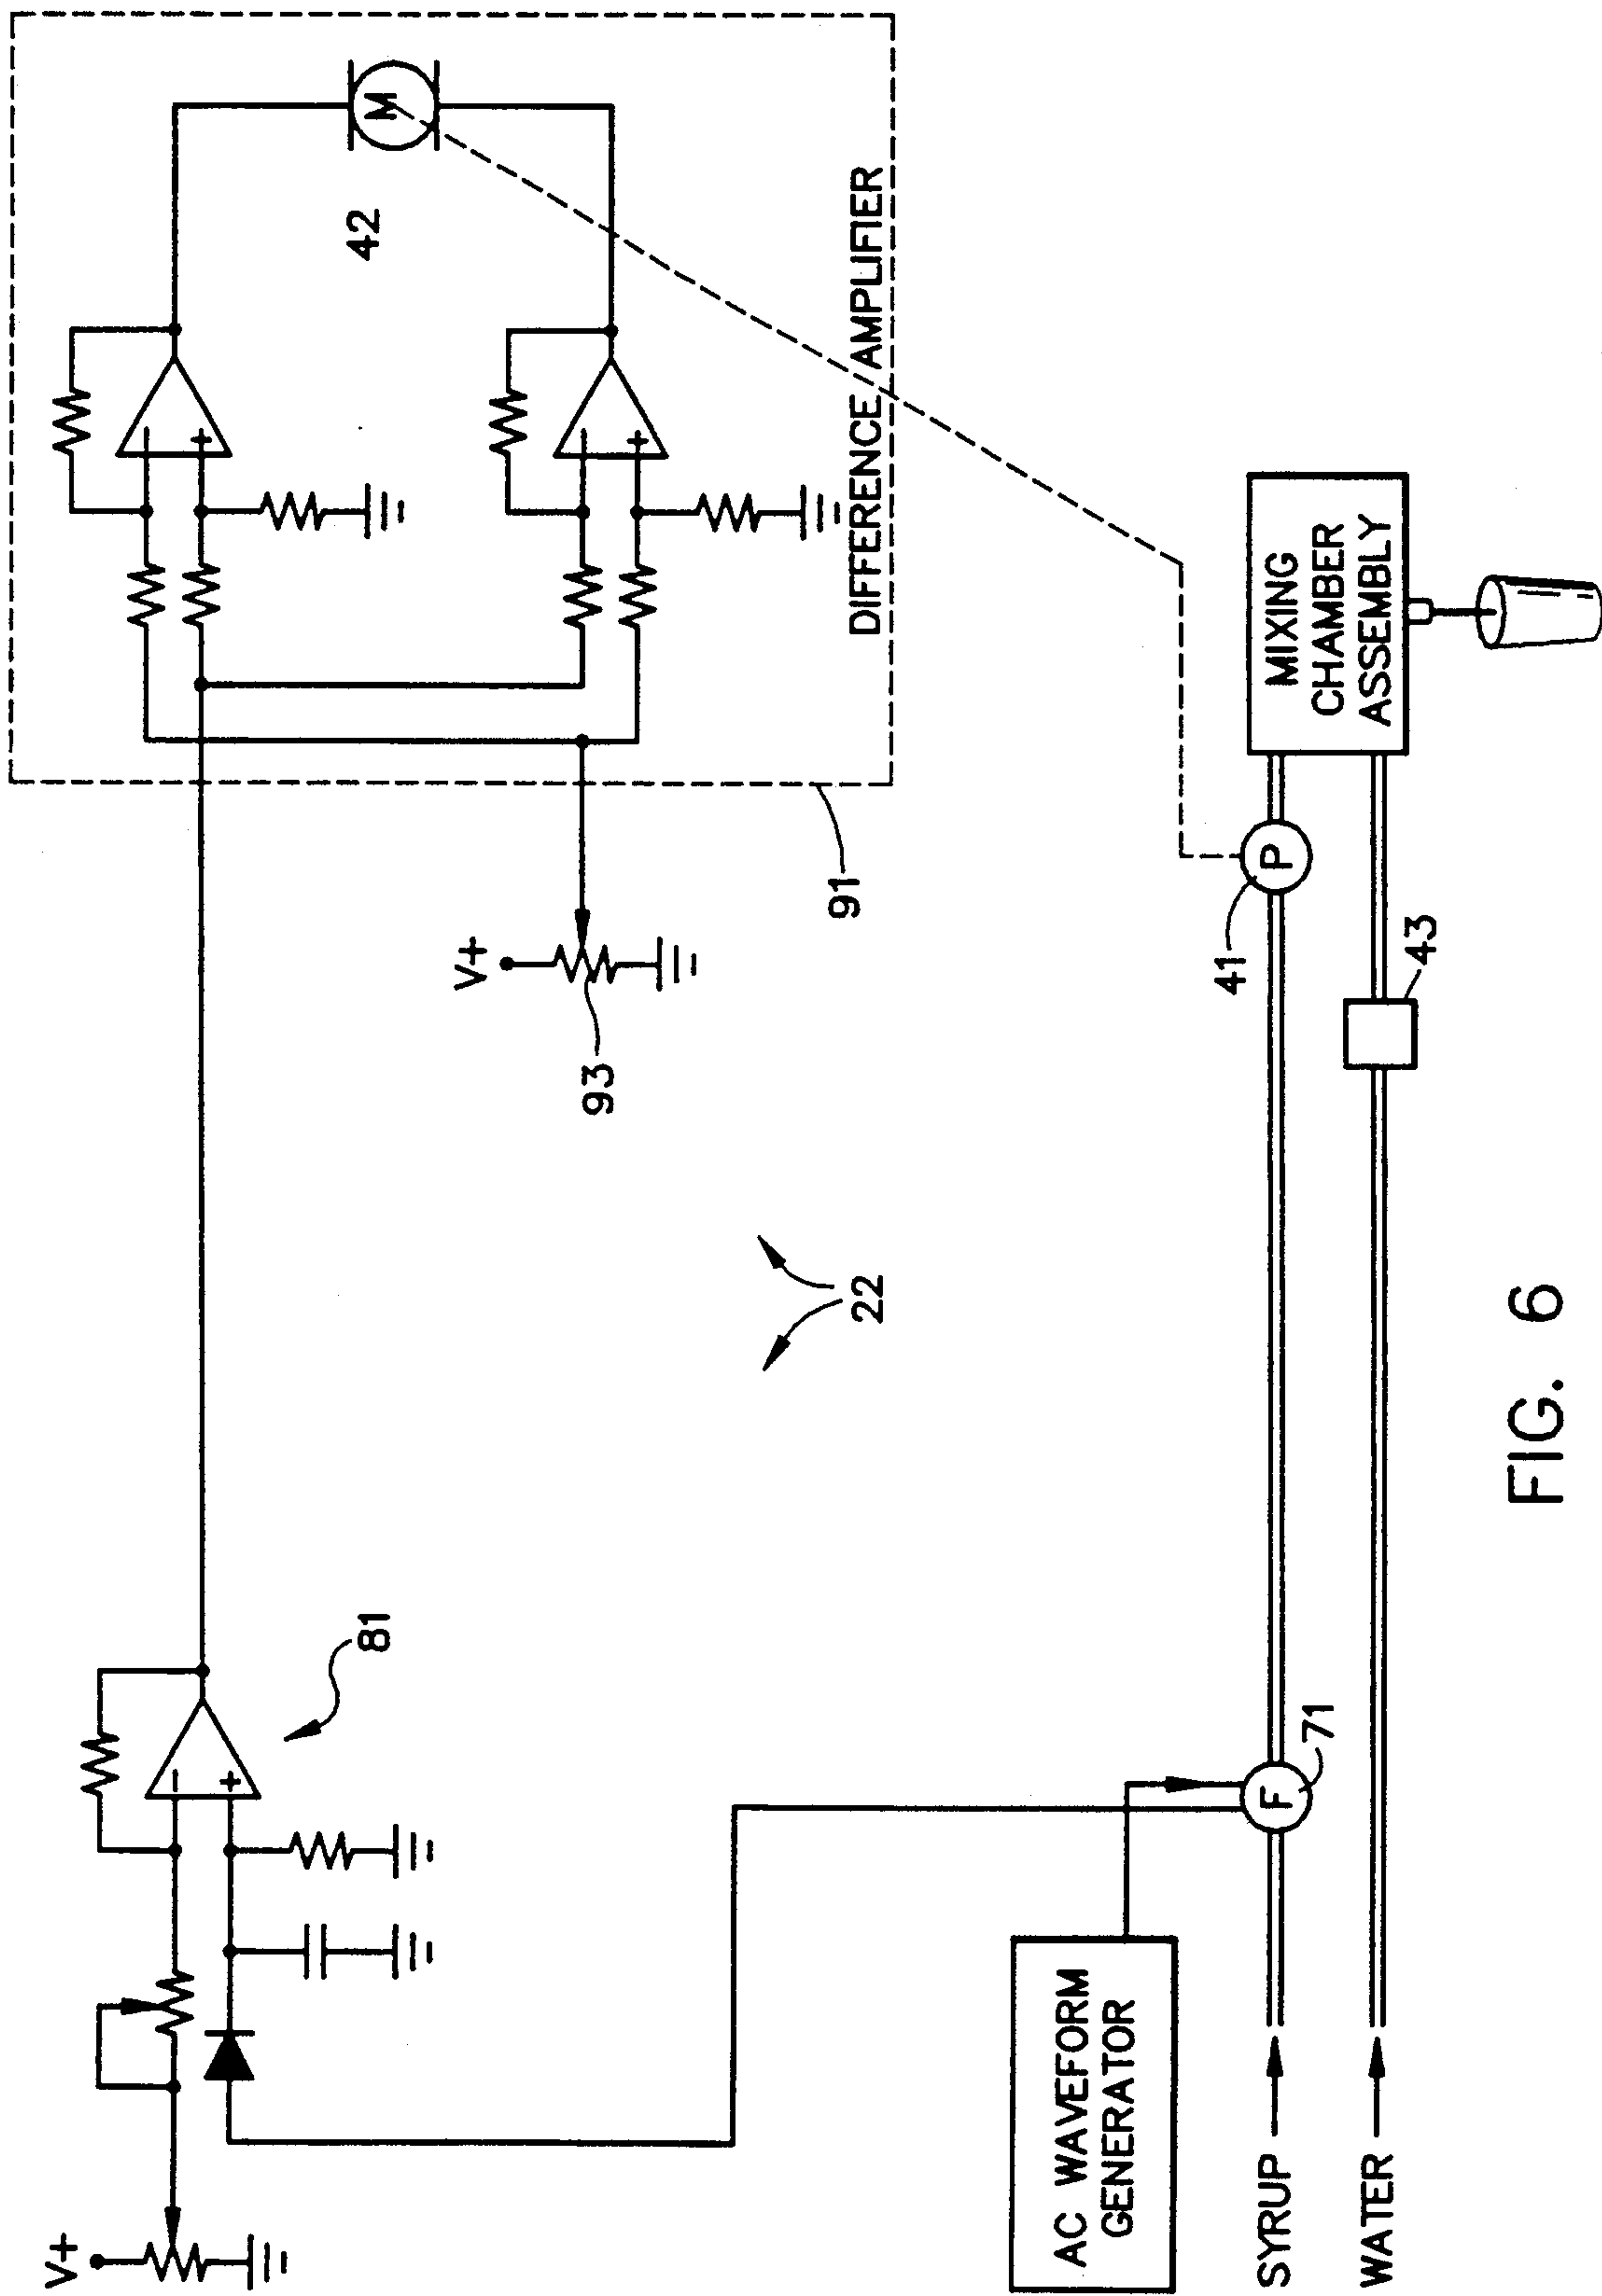 V+
81
V+
93
91
42
M
DIFFERENCE/AMPLIFIER
22
AC WAVEFORM
GENERATOR
SYRUP
WATER
F
71
P
41
43
MIXING
CHAMBER
ASSEMBLY
FIG. 6